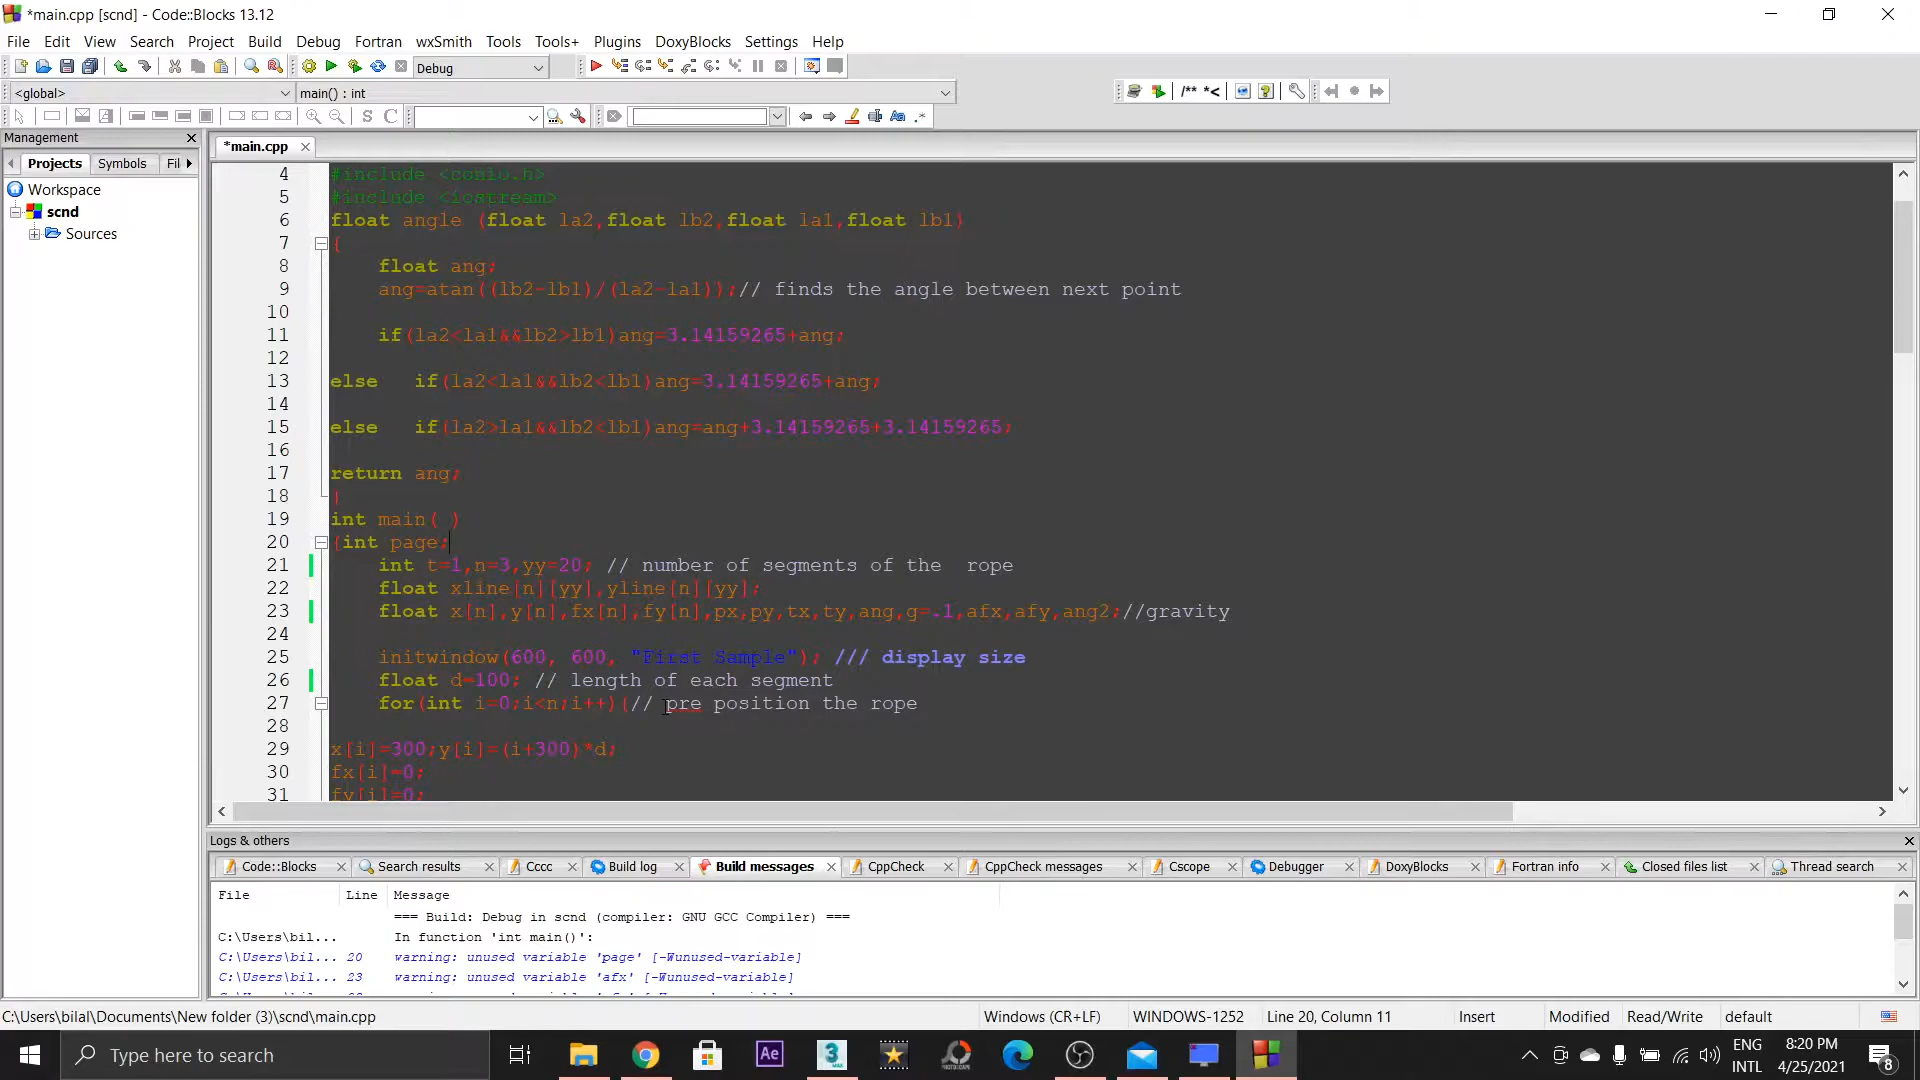 *main.cpp [scnd] - Code::Blocks 13.12
File Edit View Search Project Build Debug Fortran wxSmith Tools Tools+ Plugins DoxyBlocks Settings Help
Debug
<global> main() : int
/** *<
S C Aa .*
Management
*main.cpp
Projects Symbols Fil
Workspace
scnd
Sources
4 #include <conio.h>
5 #include <iostream>
6 float angle (float la2,float lb2,float la1,float lb1)
7 {
8 float ang;
9 ang=atan((lb2-lb1)/(la2-la1));// finds the angle between next point
10
11 if(la2<la1&&lb2>lb1)ang=3.14159265+ang;
12
13 else if(la2<la1&&lb2<lb1)ang=3.14159265+ang;
14
15 else if(la2>la1&&lb2<lb1)ang=ang+3.14159265+3.14159265;
16
17 return ang;
18 }
19 int main( )
20 {int page;
21 int t=1,n=3,yy=20; // number of segments of the rope
22 float xline[n][yy],yline[n][yy];
23 float x[n],y[n],fx[n],fy[n],px,py,tx,ty,ang,g=.1,afx,afy,ang2;//gravity
24
25 initwindow(600, 600, "First Sample"); /// display size
26 float d=100; // length of each segment
27 for(int i=0;i<n;i++){// pre position the rope
28
29 x[i]=300;y[i]=(i+300)*d;
30 fx[i]=0;
31 fy[i]=0;
Logs & others
Code::Blocks Search results Cccc Build log Build messages CppCheck CppCheck messages Cscope Debugger DoxyBlocks Fortran info Closed files list Thread search
File Line Message
=== Build: Debug in scnd (compiler: GNU GCC Compiler) ===
C:\Users\bil... In function 'int main()':
C:\Users\bil... 20 warning: unused variable 'page' [-Wunused-variable]
C:\Users\bil... 23 warning: unused variable 'afx' [-Wunused-variable]
C:\Users\bilal\Documents\New folder (3)\scnd\main.cpp Windows (CR+LF) WINDOWS-1252 Line 20, Column 11 Insert Modified Read/Write default
Type here to search
Ae
3
ENG
INTL
8:20 PM
4/25/2021
8